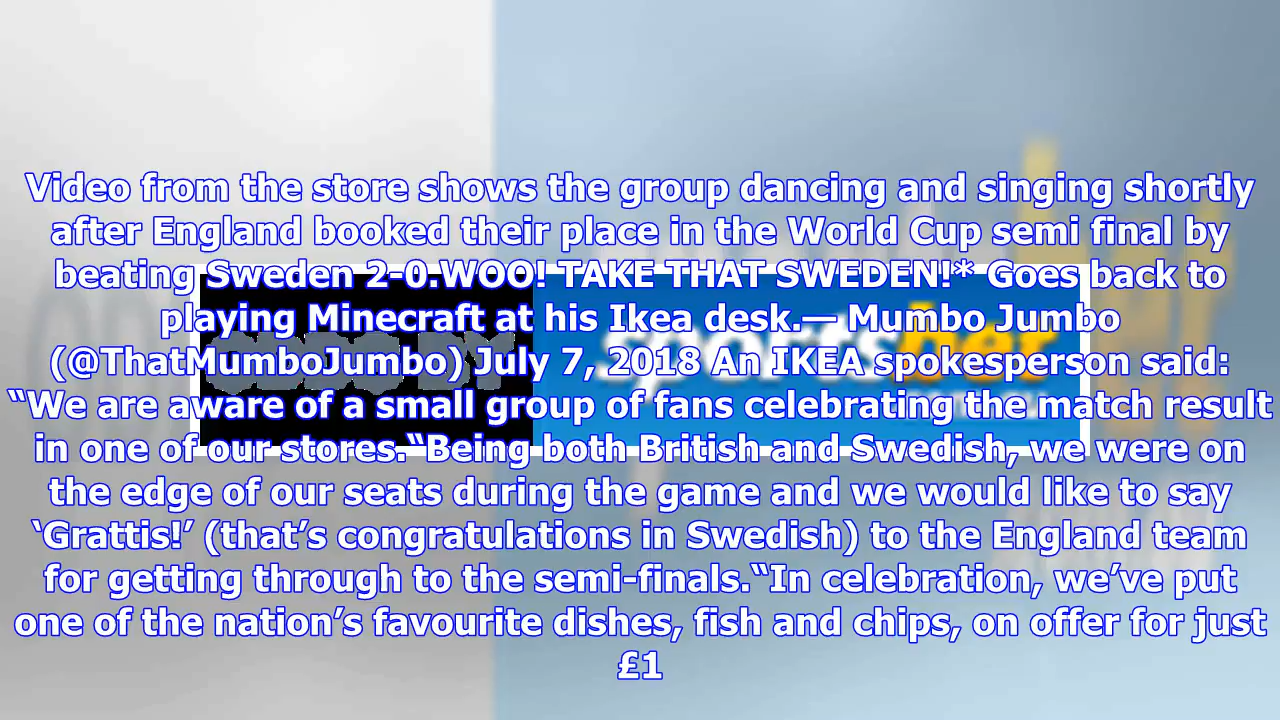 Video from the store shows the group dancing and singing shortly
after England booked their place in the World Cup semi final by
beating Sweden 2-0.WOO! TAKE THAT SWEDEN!* Goes back to
playing Minecraft at his Ikea desk.— Mumbo Jumbo
(@ThatMumboJumbo) July 7, 2018 An IKEA spokesperson said:
“We are aware of a small group of fans celebrating the match result
in one of our stores.“Being both British and Swedish, we were on
the edge of our seats during the game and we would like to say
‘Grattis!’ (that’s congratulations in Swedish) to the England team
for getting through to the semi-finals.“In celebration, we’ve put
one of the nation’s favourite dishes, fish and chips, on offer for just
£1
sportsbet